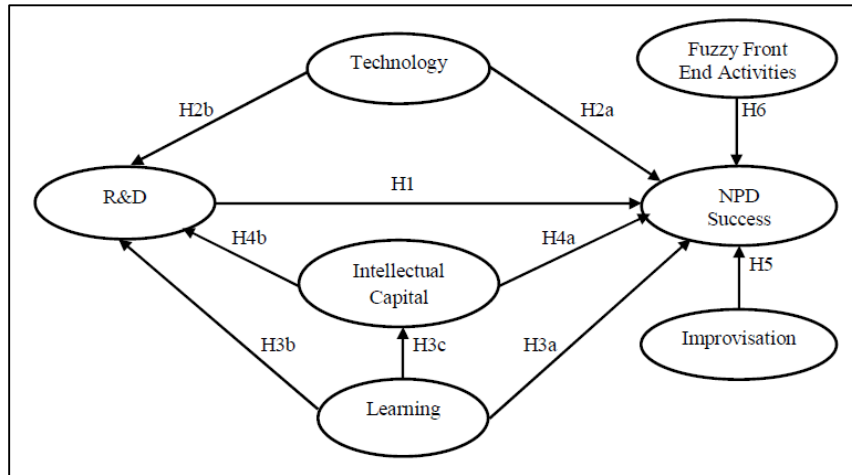 Technology
Fuzzy Front
End Activities
H2b
H2a
H6
R&D
H1
NPD
Success
H4b
H4a
Intellectual
Capital
H5
H3b
H3c
H3a
Improvisation
Learning